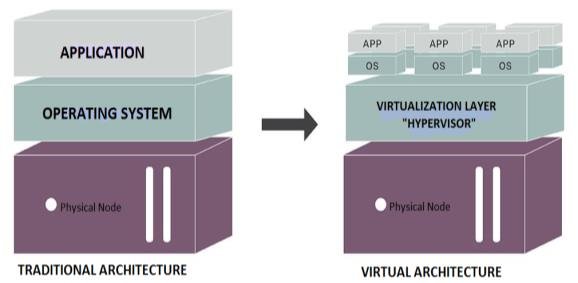 APPLICATION
OPERATING SYSTEM
Physical Node
TRADITIONAL ARCHITECTURE
APP APP APP
OS OS OS
VIRTUALIZATION LAYER
"HYPERVISOR"
Physical Node
VIRTUAL ARCHITECTURE